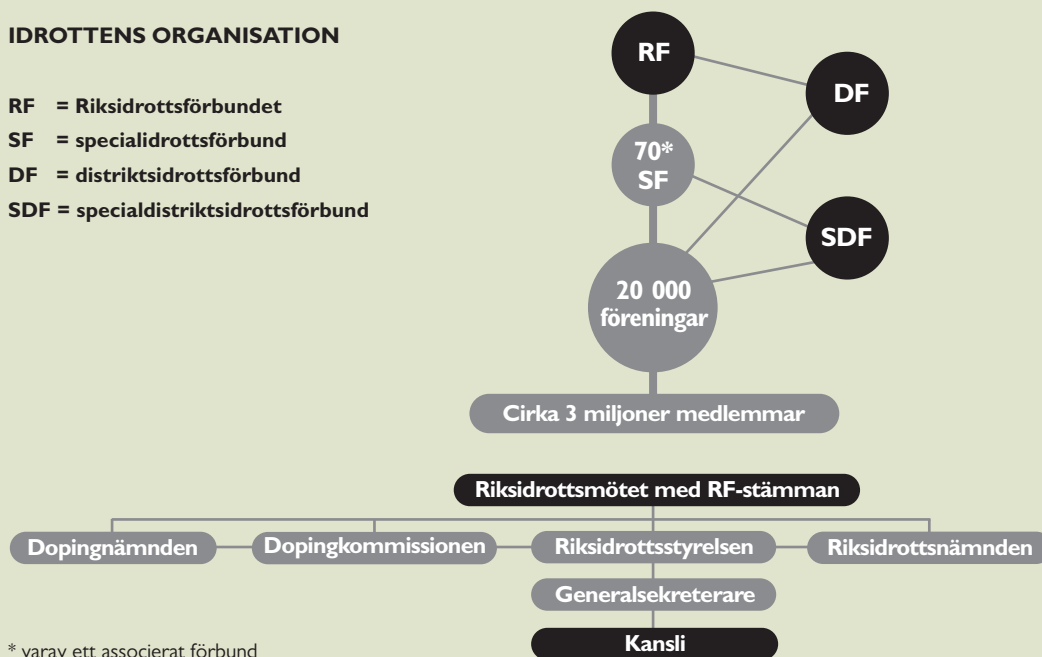 IDROTTENS ORGANISATION
RF = Riksidrottsförbundet
SF = specialidrottsförbund
DF = distriktsidrottsförbund
SDF = specialdistriktsidrottsförbund
RF
DF
70*
SF
SDF
20 000
föreningar
Cirka 3 miljoner medlemmar
Riksidrottsmötet med RF-stämman
Dopingnämnden
Dopingkommissionen
Riksidrottsstyrelsen
Riksidrottsnämnden
Generalsekreterare
Kansli
* varav ett associerat förbund